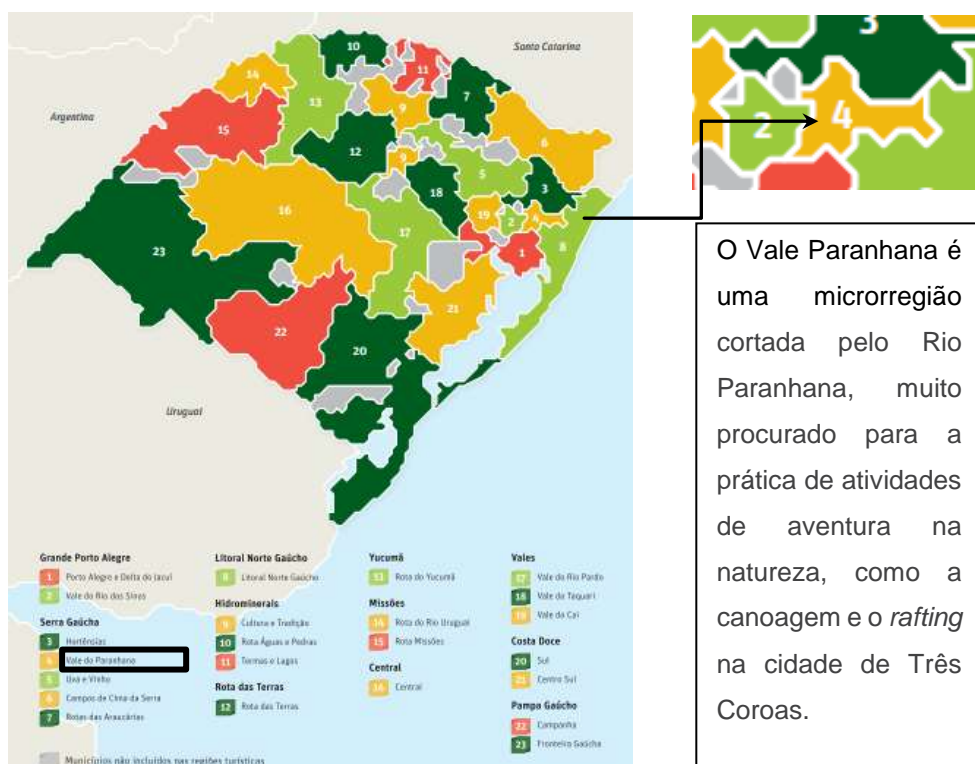 10
Santa Catarina
11
14
7
13
9
Argentina
15
12
6
9
5
18
3
16
19
2
4
17
8
23
1
21
22
20
Uruguai
3
2
4
O Vale Paranhana é
uma microrregião
cortada pelo Rio
Paranhana, muito
procurado para a
prática de atividades
de aventura na
natureza, como a
canoagem e o rafting
na cidade de Três
Coroas.
Grande Porto Alegre
1 Porto Alegre e Delta do Jacuí
2 Vale do Rio dos Sinos
Serra Gaúcha
3 Hortênsias
4 Vale do Paranhana
5 Uva e Vinho
6 Campos de Cima da Serra
7 Rotas das Araucárias
Municípios não incluídos nas regiões turísticas
Litoral Norte Gaúcho
8 Litoral Norte Gaúcho
Hidrominerais
9 Cultura e Tradição
10 Rota Águas e Pedras
11 Termas e Lagos
Rota das Terras
12 Rota das Terras
Yucumã
13 Rota do Yucumã
Missões
14 Rota do Rio Uruguai
15 Rota Missões
Central
16 Central
Vales
17 Vale do Rio Pardo
18 Vale do Taquari
19 Vale do Caí
Costa Doce
20 Sul
21 Centro Sul
Pampa Gaúcho
22 Campanha
23 Fronteira Gaúcha